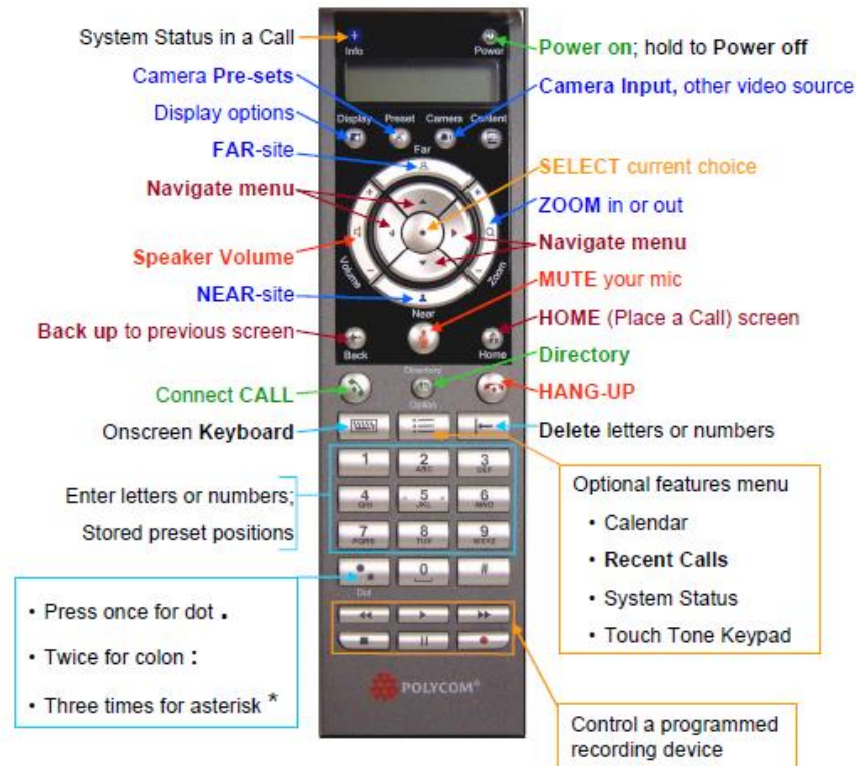 System Status in a Call
Info
Power
Power on; hold to Power off
Camera Pre-sets
Camera Input, other video source
Display options
Display Preset Camera Content
FAR-site
Far
SELECT current choice
Navigate menu
ZOOM in or out
Navigate menu
Speaker Volume
Volume
Zoom
MUTE your mic
NEAR-site
Near
HOME (Place a Call) screen
Back up to previous screen
Back
Home
Directory
Directory
Connect CALL
HANG-UP
Option
Onscreen Keyboard
Delete letters or numbers
1 2 3
ABC DEF
Enter letters or numbers;
Stored preset positions
4 5 6
GHI JKL MNO
7 8 9
PQRS TUV WXYZ
0 #
Dot
Optional features menu
• Calendar
• Recent Calls
• System Status
• Touch Tone Keypad
• Press once for dot .
• Twice for colon :
• Three times for asterisk *
POLYCOM®
Control a programmed
recording device